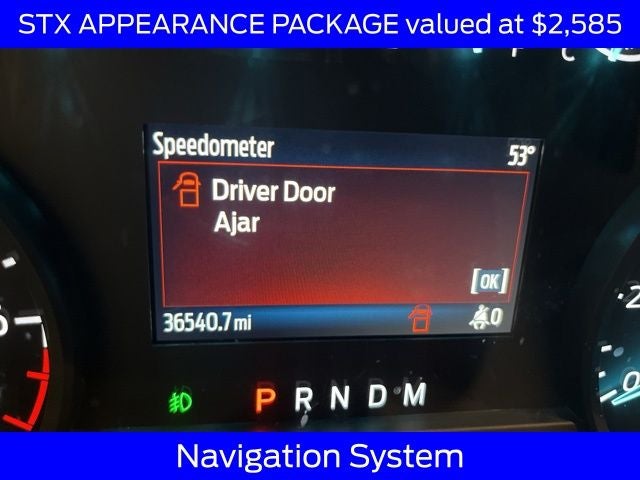 STX APPEARANCE PACKAGE valued at $2,585
Speedometer 53°
Driver Door
Ajar
[OK]
36540.7 mi 0
P R N D M
Navigation System